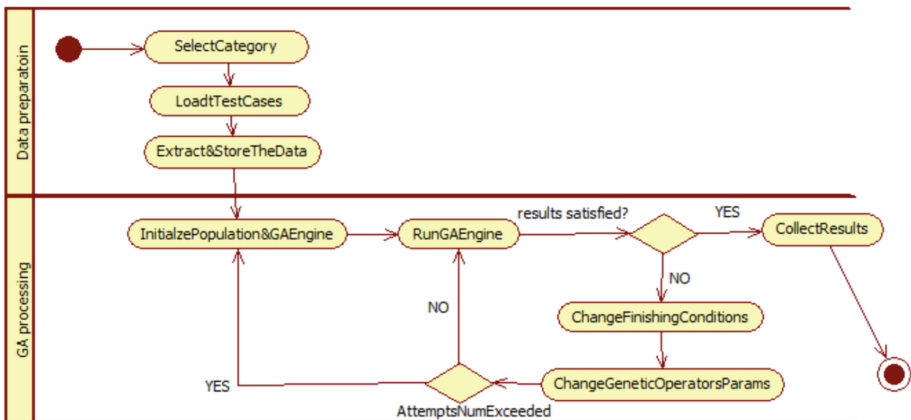 Data preparatoin
SelectCategory
LoadtTestCases
Extract&StoreTheData
GA processing
InitialzePopulation&GAEngine
RunGAEngine
results satisfied?
YES
CollectResults
NO
ChangeFinishingConditions
ChangeGeneticOperatorsParams
NO
YES
AttemptsNumExceeded